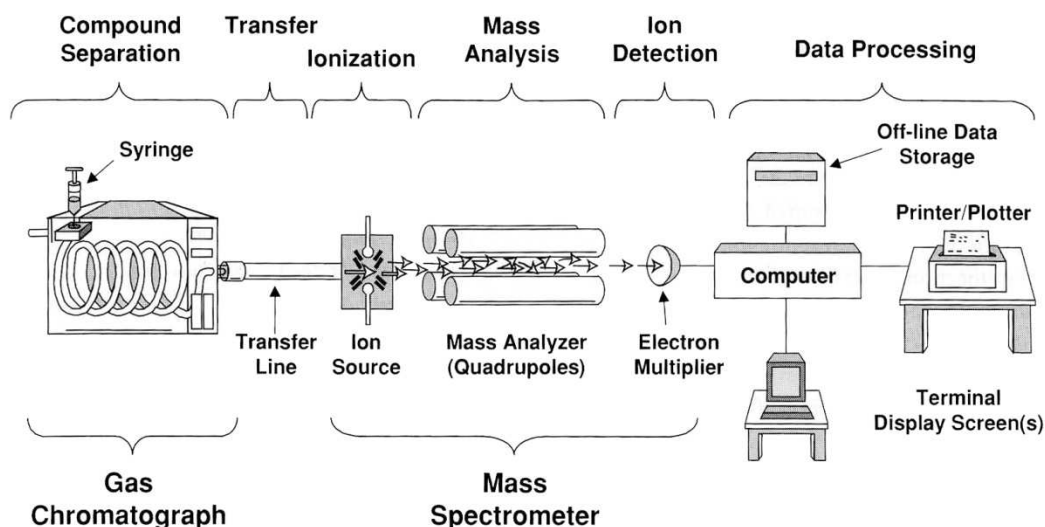 Compound
Separation
Transfer
Ionization
Mass
Analysis
Ion
Detection
Data Processing
Syringe
Off-line Data
Storage
Printer/Plotter
Computer
Transfer
Line
Ion
Source
Mass Analyzer
(Quadrupoles)
Electron
Multiplier
Terminal
Display Screen(s)
Gas
Chromatograph
Mass
Spectrometer